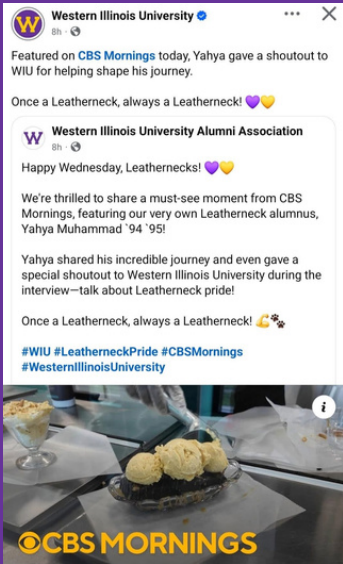 Western Illinois University
8h ·
Featured on CBS Mornings today, Yahya gave a shoutout to
WIU for helping shape his journey.
Once a Leatherneck, always a Leatherneck! 💜💛
W
Western Illinois University Alumni Association
8h ·
Happy Wednesday, Leathernecks! 💜💛
We're thrilled to share a must-see moment from CBS
Mornings, featuring our very own Leatherneck alumnus,
Yahya Muhammad `94 `95!
Yahya shared his incredible journey and even gave a
special shoutout to Western Illinois University during the
interview—talk about Leatherneck pride!
Once a Leatherneck, always a Leatherneck! 💪🐾
#WIU #LeatherneckPride #CBSMornings
#WesternIllinoisUniversity
i
CBS MORNINGS